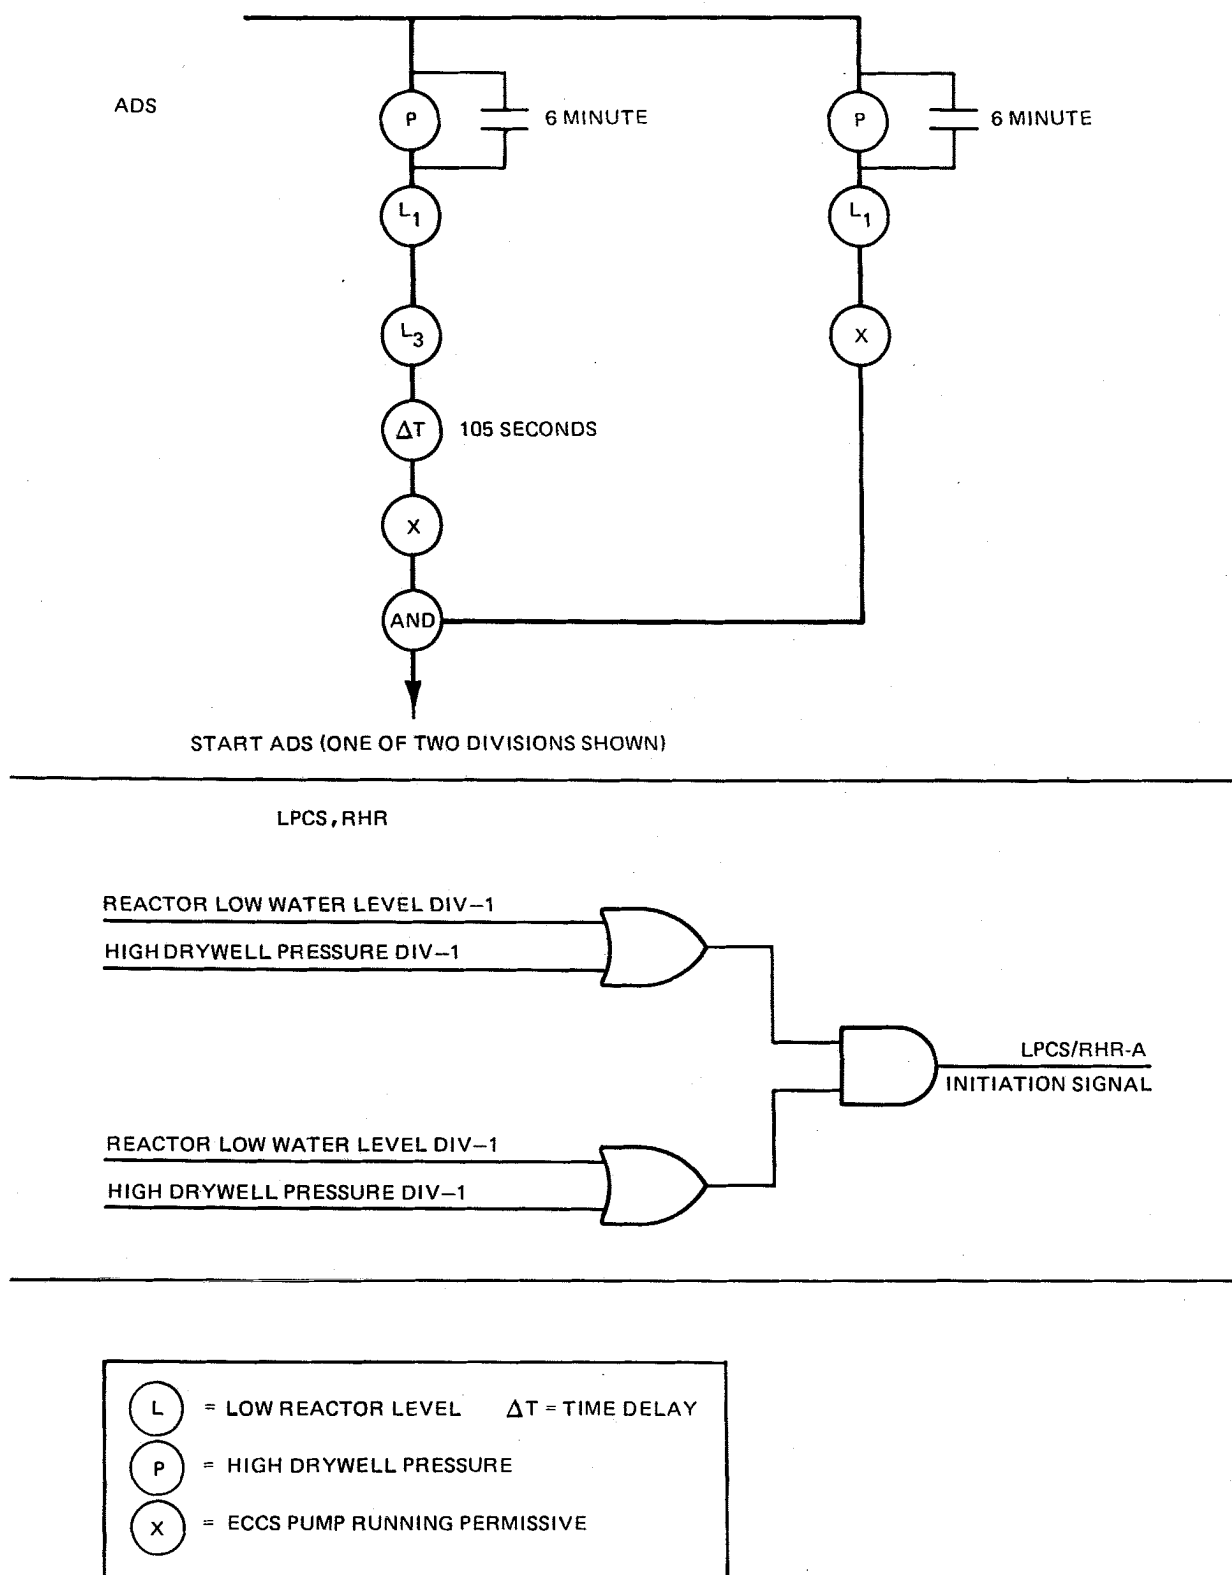 ADS
P
6 MINUTE
P
6 MINUTE
L1
L1
L3
X
ΔT
105 SECONDS
X
AND
START ADS (ONE OF TWO DIVISIONS SHOWN)
LPCS, RHR
REACTOR LOW WATER LEVEL DIV–1
HIGH DRYWELL PRESSURE DIV–1
LPCS/RHR-A
INITIATION SIGNAL
REACTOR LOW WATER LEVEL DIV–1
HIGH DRYWELL PRESSURE DIV–1
L = LOW REACTOR LEVEL ΔT = TIME DELAY
P = HIGH DRYWELL PRESSURE
X = ECCS PUMP RUNNING PERMISSIVE